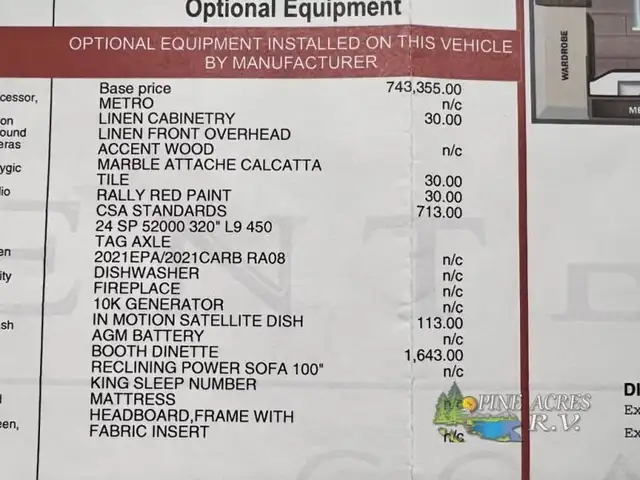 Optional Equipment
OPTIONAL EQUIPMENT INSTALLED ON THIS VEHICLE
BY MANUFACTURER
Base price 743,355.00
METRO n/c
LINEN CABINETRY 30.00
LINEN FRONT OVERHEAD
ACCENT WOOD n/c
MARBLE ATTACHE CALCATTA
TILE 30.00
RALLY RED PAINT 30.00
CSA STANDARDS 713.00
24 SP 52000 320" L9 450
TAG AXLE
2021EPA/2021CARB RA08 n/c
DISHWASHER n/c
FIREPLACE n/c
10K GENERATOR n/c
IN MOTION SATELLITE DISH 113.00
AGM BATTERY n/c
BOOTH DINETTE 1,643.00
RECLINING POWER SOFA 100" n/c
KING SLEEP NUMBER
MATTRESS
HEADBOARD,FRAME WITH
FABRIC INSERT n/c
WARDROBE
PINE ACRES
R.V.